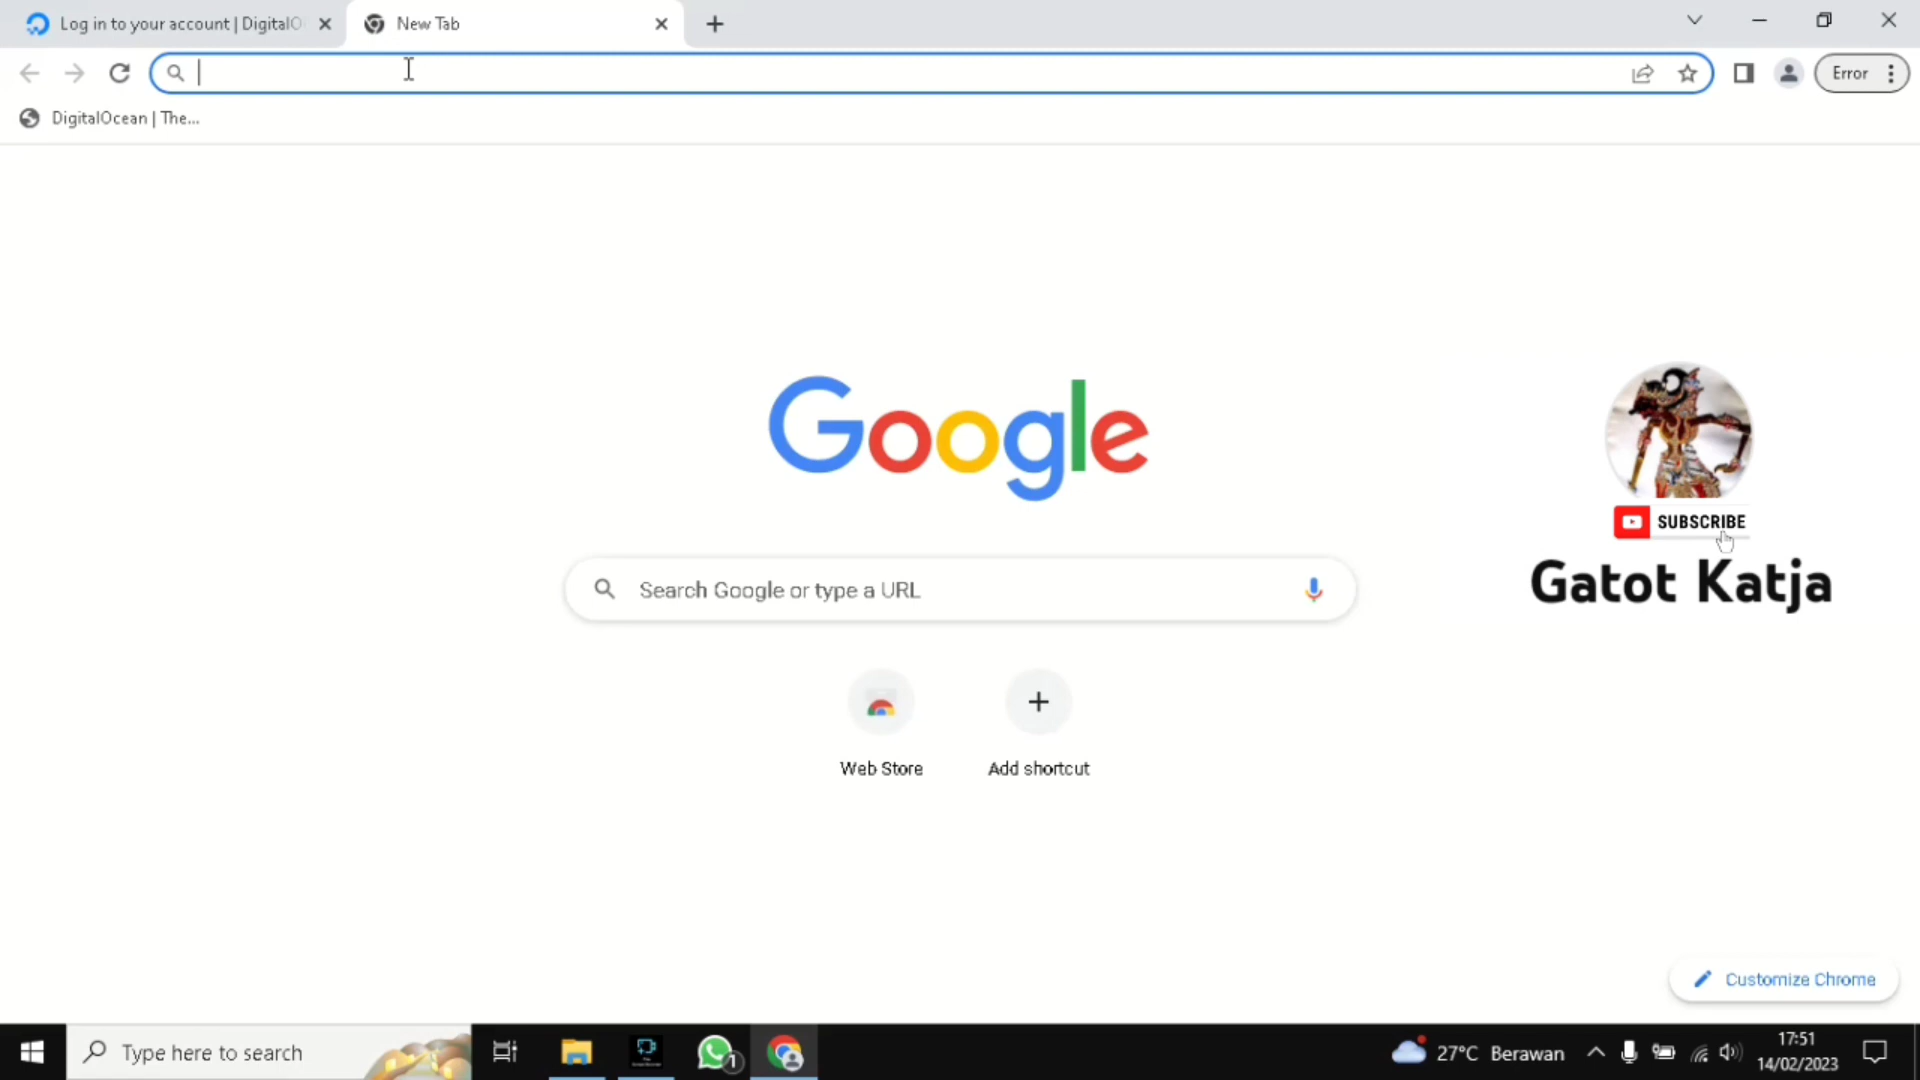 Log in to your account | DigitalO
New Tab
Error
DigitalOcean | The...
Google
Search Google or type a URL
SUBSCRIBE
Gatot Katja
Web Store
Add shortcut
Customize Chrome
Type here to search
1
27°C Berawan
17:51
14/02/2023